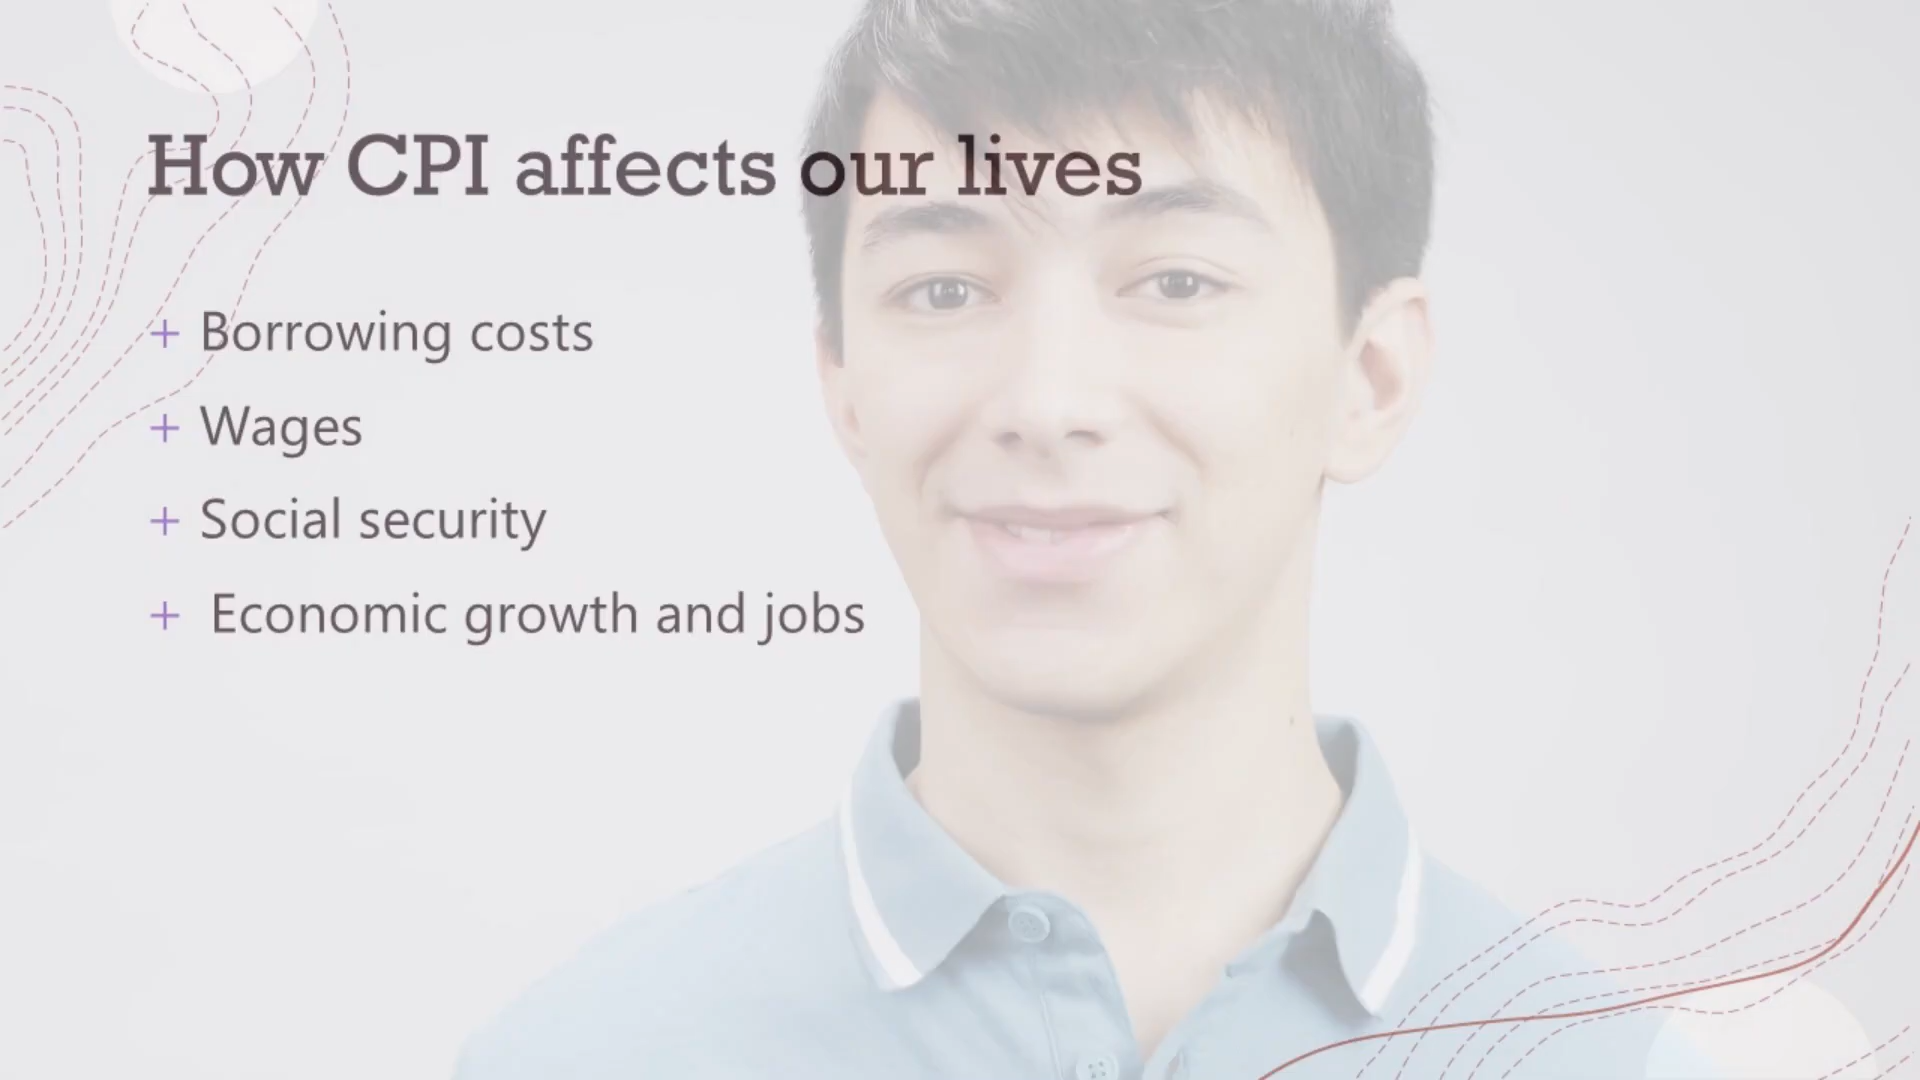 How CPI affects our lives
+ Borrowing costs
+ Wages
+ Social security
+ Economic growth and jobs